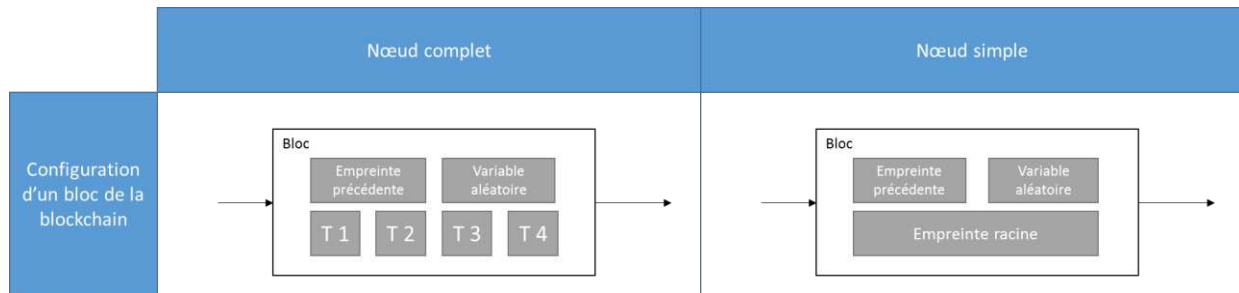 Nœud complet
Nœud simple
Configuration
d'un bloc de la
blockchain
Bloc
Empreinte
précédente
Variable
aléatoire
T 1
T 2
T 3
T 4
Bloc
Empreinte
précédente
Variable
aléatoire
Empreinte racine